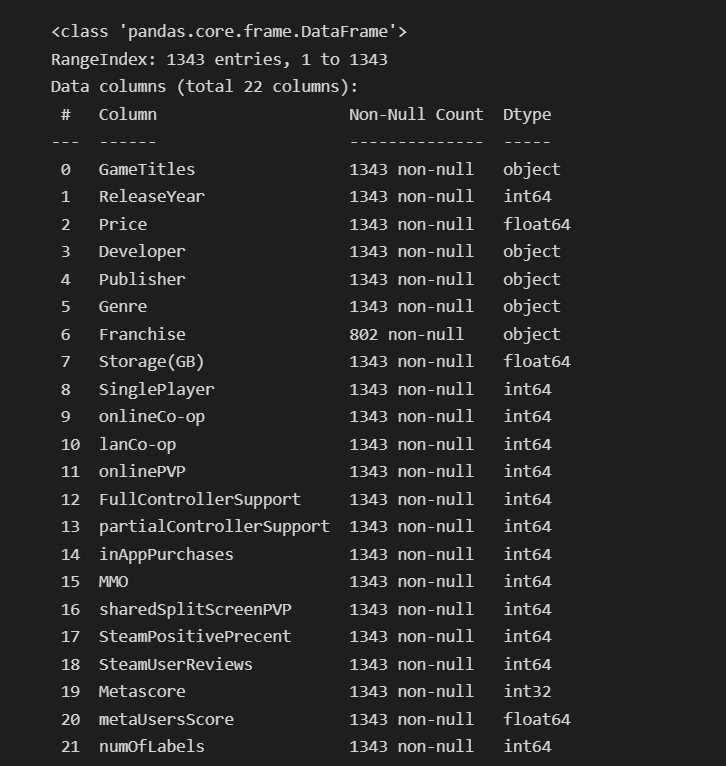 <class 'pandas.core.frame.DataFrame'>
RangeIndex: 1343 entries, 1 to 1343
Data columns (total 22 columns):
 #   Column                    Non-Null Count  Dtype
---  ------                    --------------  -----
 0   GameTitles                1343 non-null   object
 1   ReleaseYear               1343 non-null   int64
 2   Price                     1343 non-null   float64
 3   Developer                 1343 non-null   object
 4   Publisher                 1343 non-null   object
 5   Genre                     1343 non-null   object
 6   Franchise                 802 non-null    object
 7   Storage(GB)               1343 non-null   float64
 8   SinglePlayer              1343 non-null   int64
 9   onlineCo-op               1343 non-null   int64
 10  lanCo-op                  1343 non-null   int64
 11  onlinePVP                 1343 non-null   int64
 12  FullControllerSupport     1343 non-null   int64
 13  partialControllerSupport  1343 non-null   int64
 14  inAppPurchases            1343 non-null   int64
 15  MMO                       1343 non-null   int64
 16  sharedSplitScreenPVP      1343 non-null   int64
 17  SteamPositivePrecent      1343 non-null   int64
 18  SteamUserReviews          1343 non-null   int64
 19  Metascore                 1343 non-null   int32
 20  metaUsersScore            1343 non-null   float64
 21  numOfLabels               1343 non-null   int64